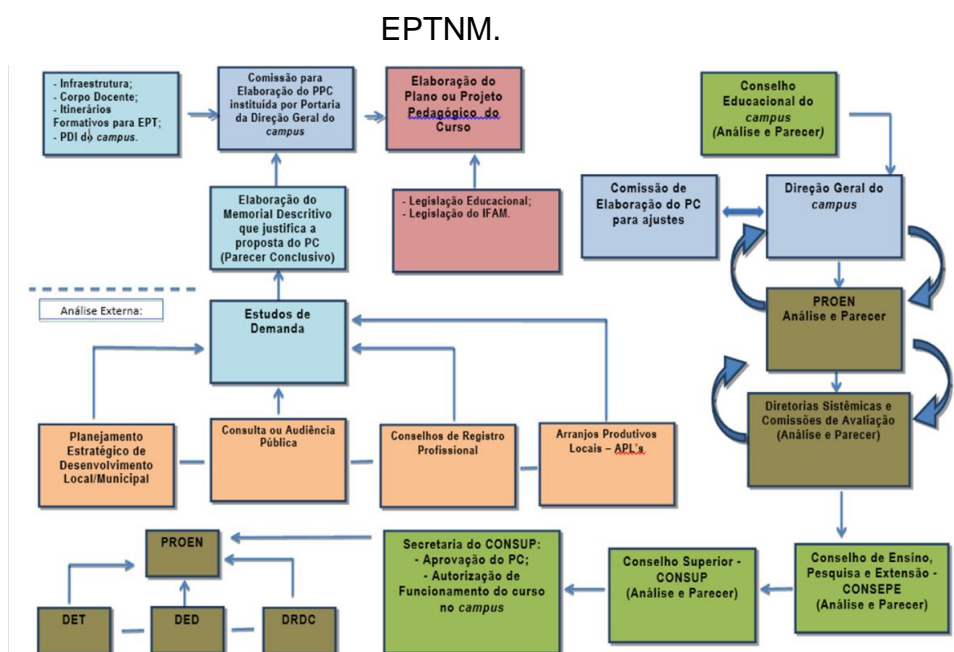 EPTNM.
- Infraestrutura;
- Corpo Docente;
- Itinerários
Formativos para EPT;
- PDI do campus.
Comissão para
Elaboração do PPC
instituída por Portaria
da Direção Geral do
campus
Elaboração do
Plano ou Projeto
Pedagógico do
Curso
Conselho
Educacional do
campus
(Análise e Parecer)
Elaboração do
Memorial Descritivo
que justifica a
proposta do PC
(Parecer Conclusivo)
- Legislação Educacional;
- Legislação do IFAM.
Comissão de
Elaboração do PC
para ajustes
Direção Geral do
campus
Análise Externa:
Estudos de
Demanda
PROEN
Análise e Parecer
Diretorias Sistêmicas e
Comissões de Avaliação
(Análise e Parecer)
Planejamento
Estratégico de
Desenvolvimento
Local/Municipal
Consulta ou Audiência
Pública
Conselhos de Registro
Profissional
Arranjos Produtivos
Locais – APL's
PROEN
Secretaria do CONSUP:
- Aprovação do PC;
- Autorização de
Funcionamento do curso
no campus
Conselho Superior -
CONSUP
(Análise e Parecer)
Conselho de Ensino,
Pesquisa e Extensão -
CONSEPE
(Análise e Parecer)
DET
DED
DRDC